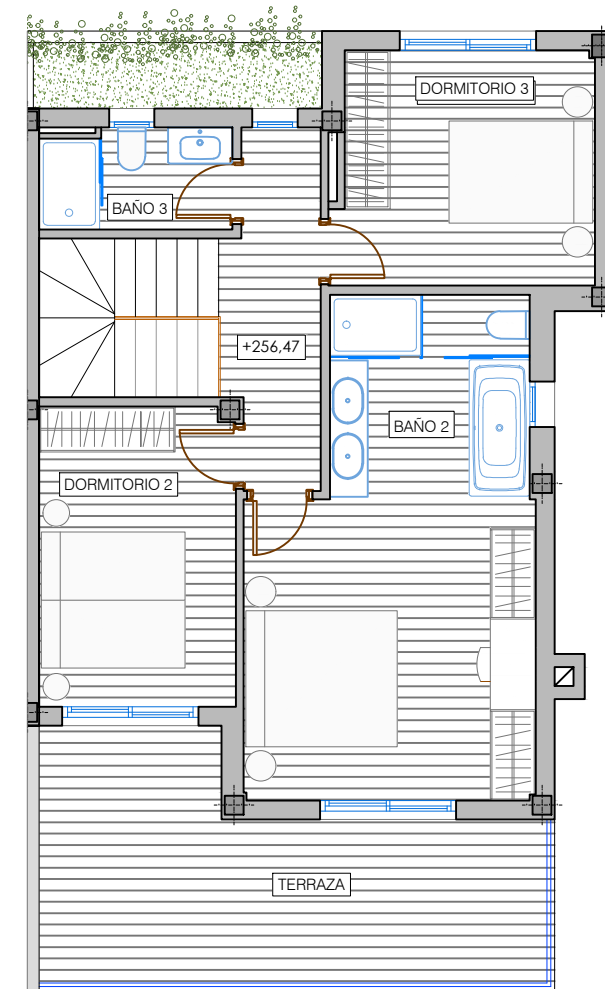 DORMITORIO 3
BAÑO 3
+256,47
BAÑO 2
DORMITORIO 2
TERRAZA